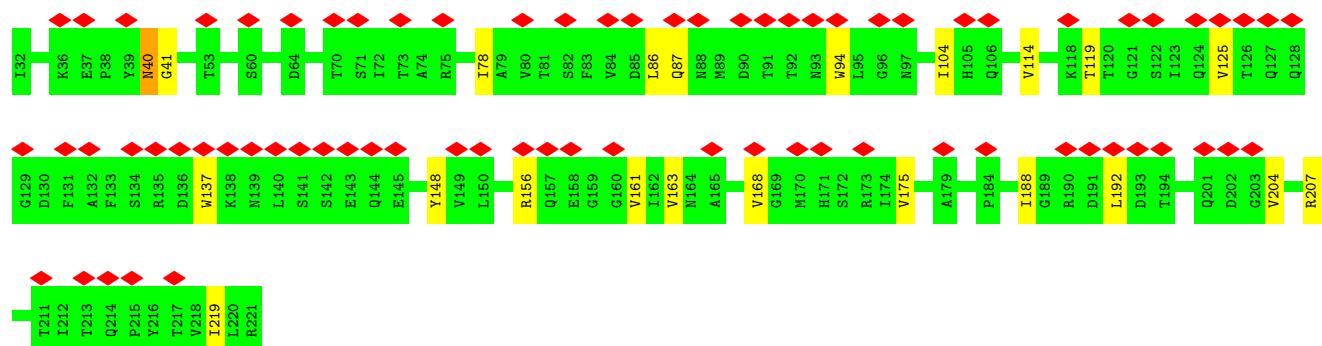 I32 K36 E37 P38 Y39 N40 G41 T53 S60 D64 T70 S71 I72 T73 A74 R75 I78 A79 V80 T81 S82 F83 V84 D85 L86 Q87 N88 M89 D90 T91 T92 N93 W94 L95 G96 N97 I104 H105 Q106 V114 K118 T119 T120 G121 S122 I123 Q124 V125 T126 Q127 Q128
G129 D130 F131 A132 F133 S134 R135 D136 W137 K138 N139 L140 S141 S142 E143 Q144 E145 Y148 V149 L150 R156 Q157 E158 G159 G160 V161 I162 V163 N164 A165 V168 G169 M170 H171 S172 R173 I174 V175 A179 P184 I188 G189 R190 D191 L192 D193 T194 Q201 D202 G203 V204 R207
T211 I212 T213 Q214 P215 Y216 T217 V218 I219 L220 R221